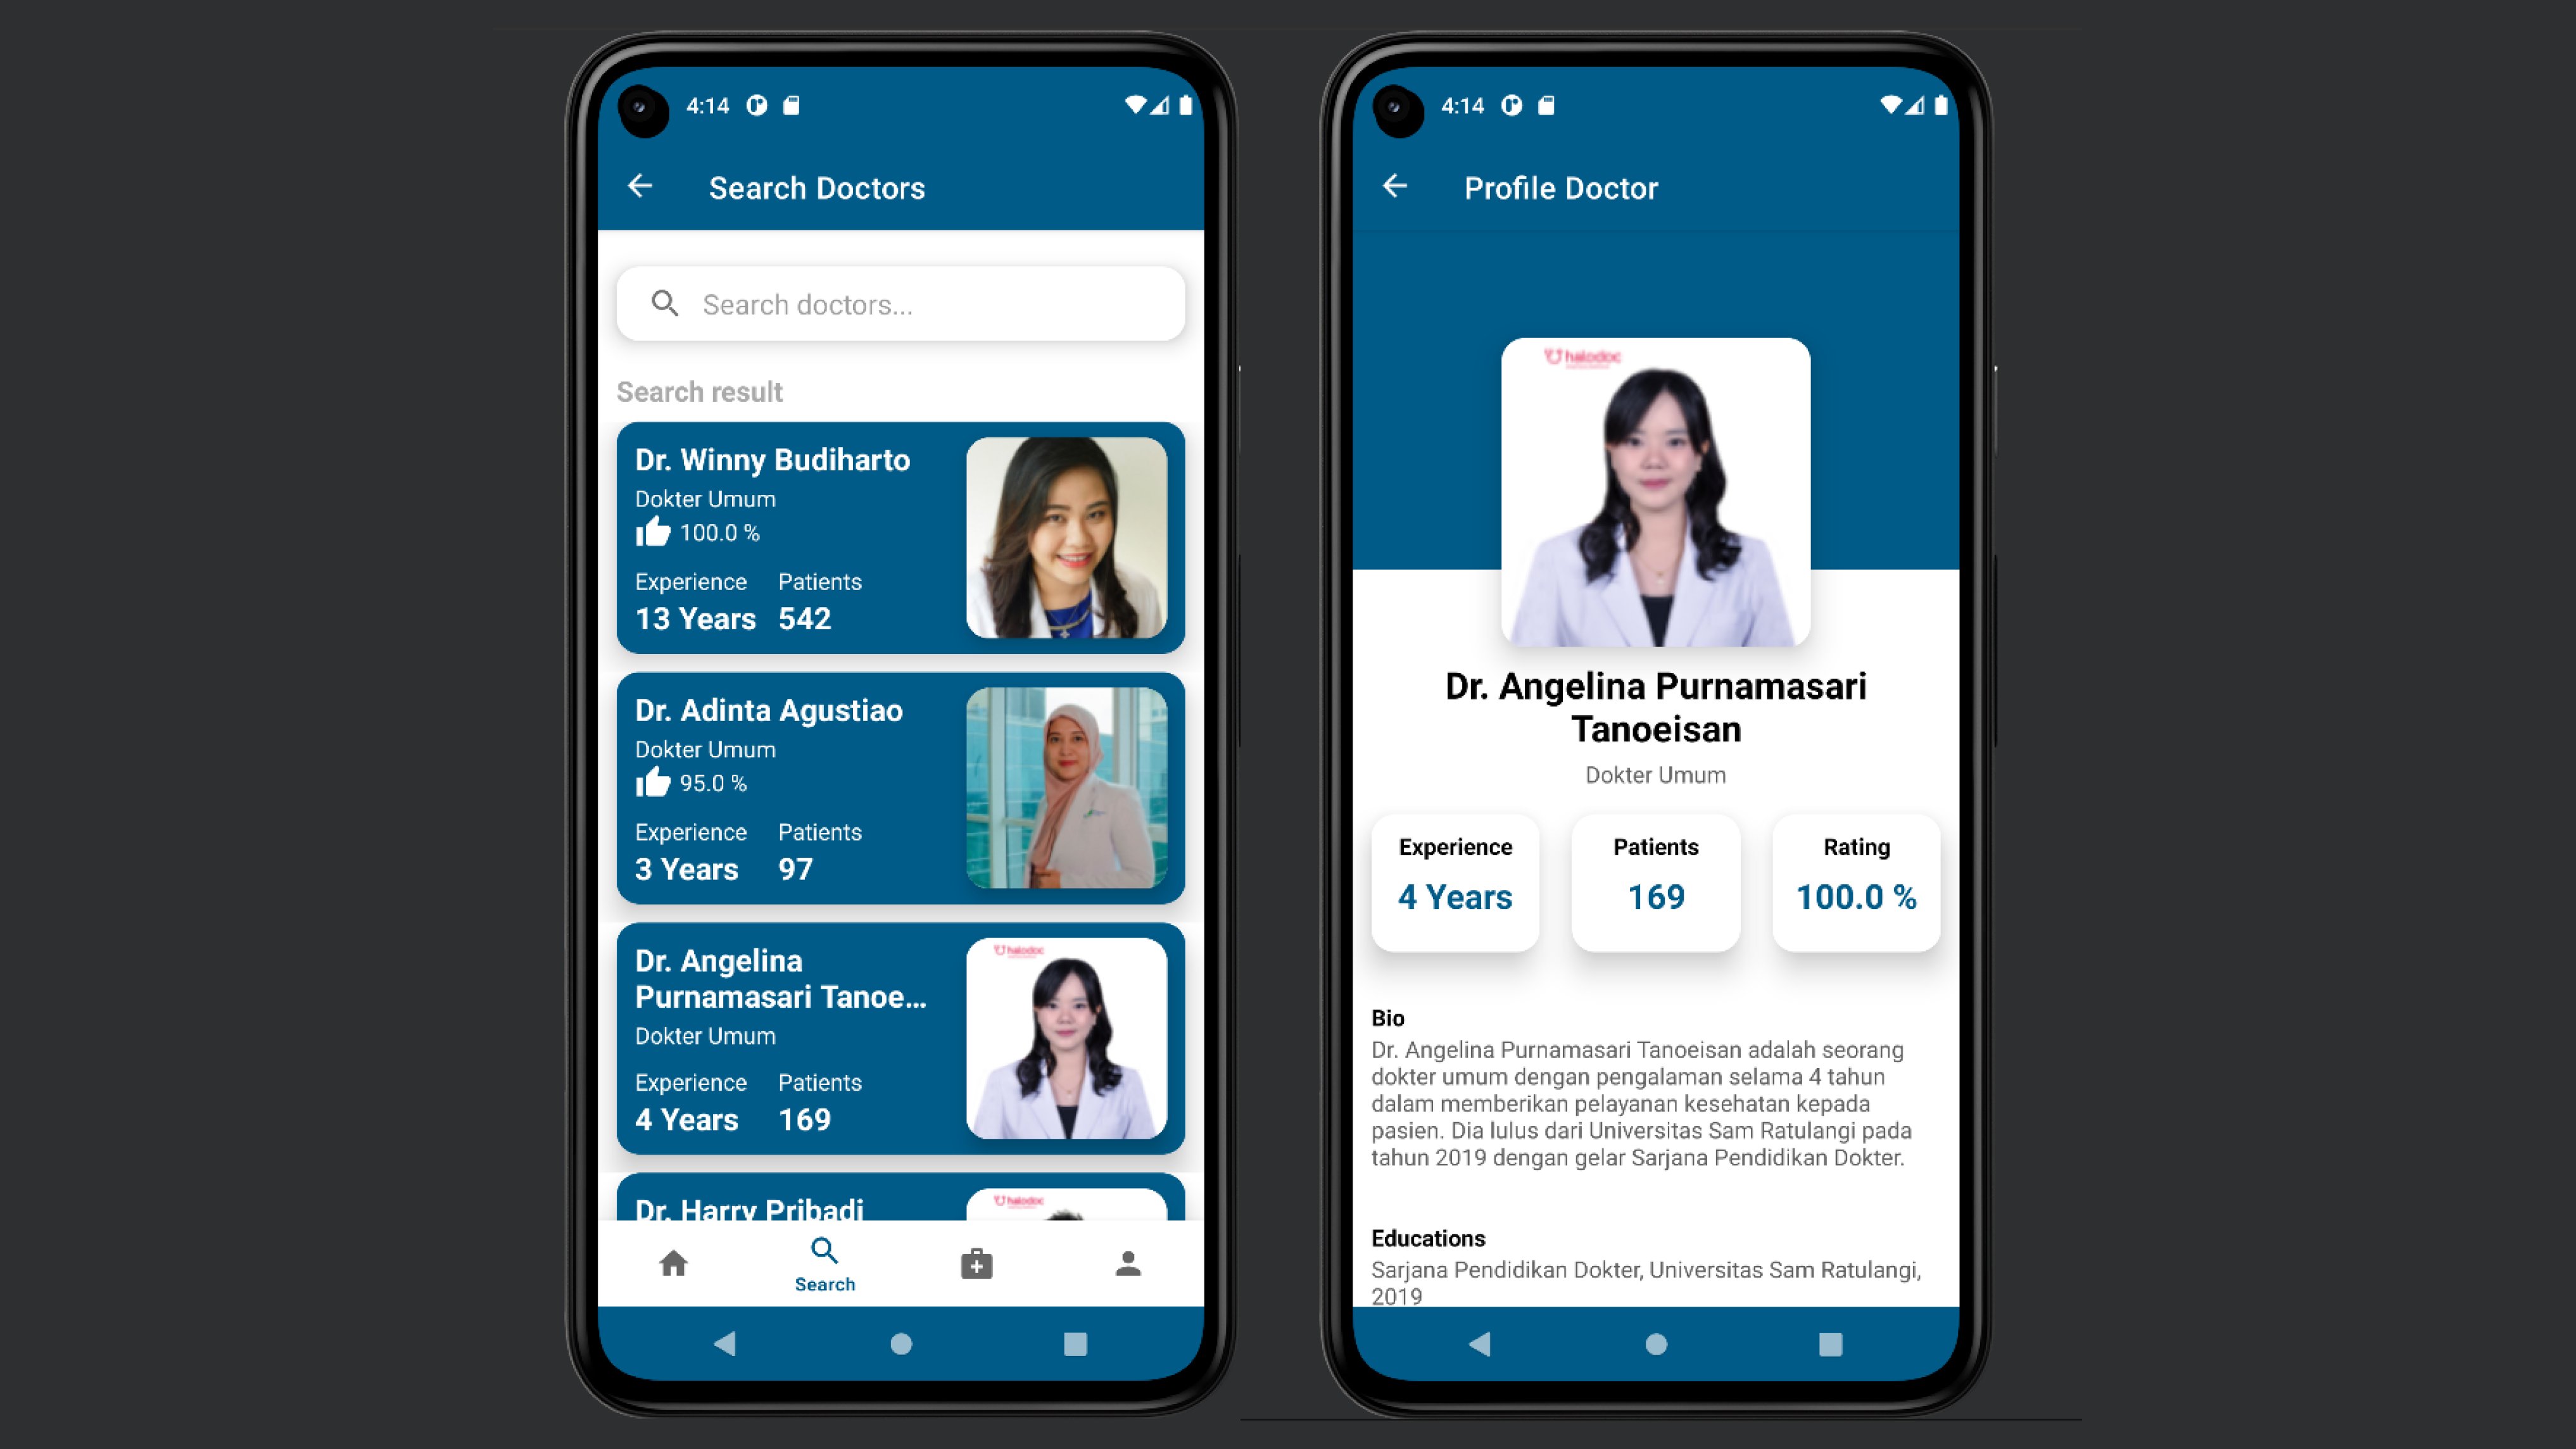 4:14
Search Doctors
Search doctors...
Search result
Dr. Winny Budiharto
Dokter Umum
100.0 %
Experience Patients
13 Years 542
Dr. Adinta Agustiao
Dokter Umum
95.0 %
Experience Patients
3 Years 97
halodoc
Dr. Angelina
Purnamasari Tanoe...
Dokter Umum
Experience Patients
4 Years 169
halodoc
Dr. Harry Pribadi
Search
4:14
Profile Doctor
halodoc
Dr. Angelina Purnamasari
Tanoeisan
Dokter Umum
Experience Patients Rating
4 Years 169 100.0 %
Bio
Dr. Angelina Purnamasari Tanoeisan adalah seorang
dokter umum dengan pengalaman selama 4 tahun
dalam memberikan pelayanan kesehatan kepada
pasien. Dia lulus dari Universitas Sam Ratulangi pada
tahun 2019 dengan gelar Sarjana Pendidikan Dokter.
Educations
Sarjana Pendidikan Dokter, Universitas Sam Ratulangi,
2019